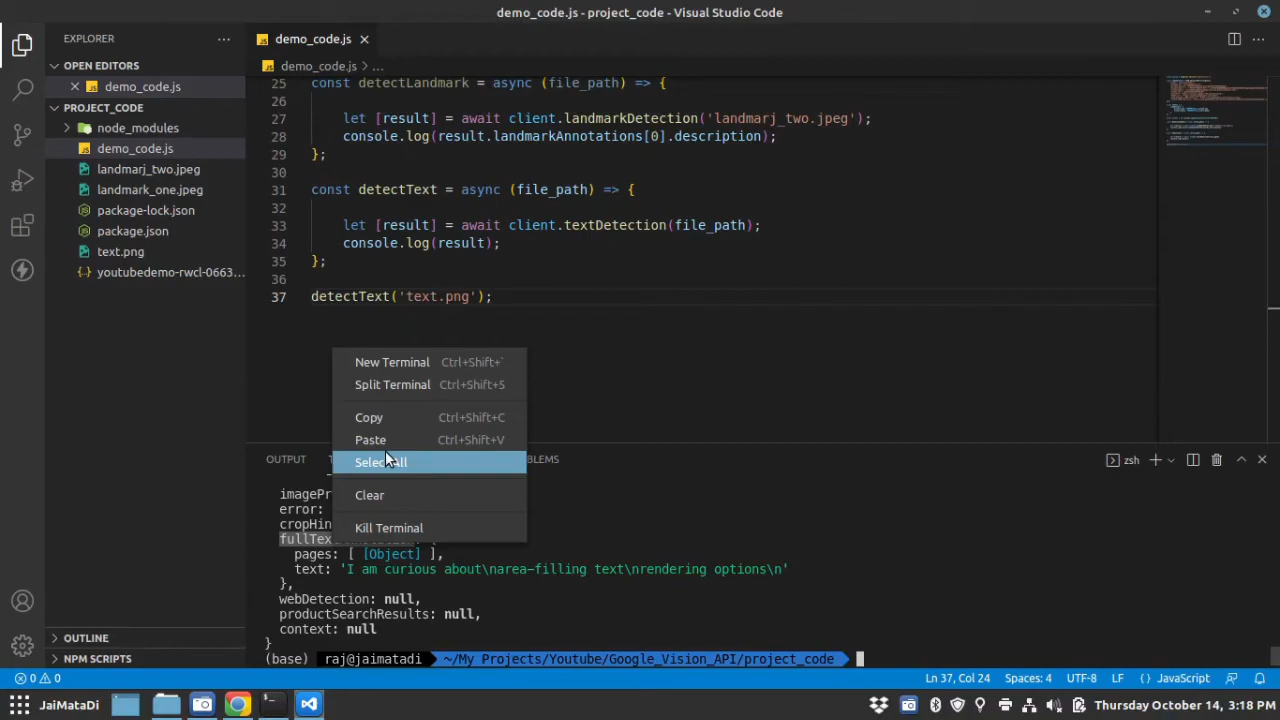 demo_code.js - project_code - Visual Studio Code
EXPLORER
OPEN EDITORS
demo_code.js
PROJECT_CODE
node_modules
demo_code.js
landmarj_two.jpeg
landmark_one.jpeg
package-lock.json
package.json
text.png
youtubedemo-rwcl-0663...
OUTLINE
NPM SCRIPTS
demo_code.js
demo_code.js > ...
25 const detectLandmark = async (file_path) => {
26
27 let [result] = await client.landmarkDetection('landmarj_two.jpeg');
28 console.log(result. dmarkAnnotations[0].description);
29 };
30
31 const detectText = async (file_path) => {
32
33 let [result] = await client.textDetection(file_path);
34 console.log(result);
35 };
36
37 detectText('text.png');
New Terminal Ctrl+Shift+`
Split Terminal Ctrl+Shift+5
Copy Ctrl+Shift+C
Paste Ctrl+Shift+V
Select All
Clear
Kill Terminal
OUTPUT
BLEMS
zsh
imagePr
error:
cropHin
fullTex
pages: [ [Object] ],
text: 'I am curious about\narea-filling text\nrendering options\n'
},
webDetection: null,
productSearchResults: null,
context: null
}
(base) raj@jaimatadi ~/My Projects/Youtube/Google_Vision_API/project_code
0 0
Ln 37, Col 24
Spaces: 4
UTF-8
LF
{ } JavaScript
JaiMataDi
Thursday October 14, 3:18 PM